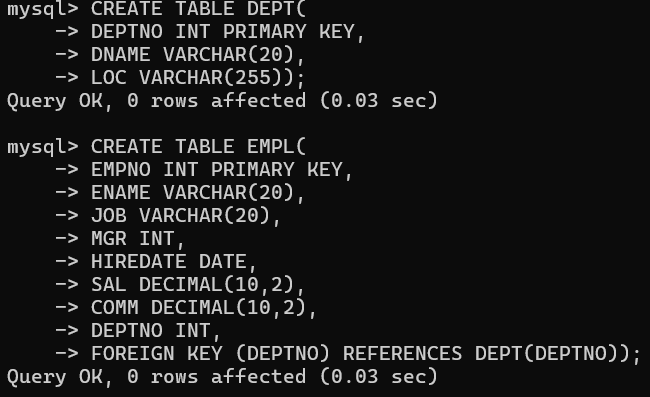 mysql> CREATE TABLE DEPT(
    -> DEPTNO INT PRIMARY KEY,
    -> DNAME VARCHAR(20),
    -> LOC VARCHAR(255));
Query OK, 0 rows affected (0.03 sec)

mysql> CREATE TABLE EMPL(
    -> EMPNO INT PRIMARY KEY,
    -> ENAME VARCHAR(20),
    -> JOB VARCHAR(20),
    -> MGR INT,
    -> HIREDATE DATE,
    -> SAL DECIMAL(10,2),
    -> COMM DECIMAL(10,2),
    -> DEPTNO INT,
    -> FOREIGN KEY (DEPTNO) REFERENCES DEPT(DEPTNO));
Query OK, 0 rows affected (0.03 sec)